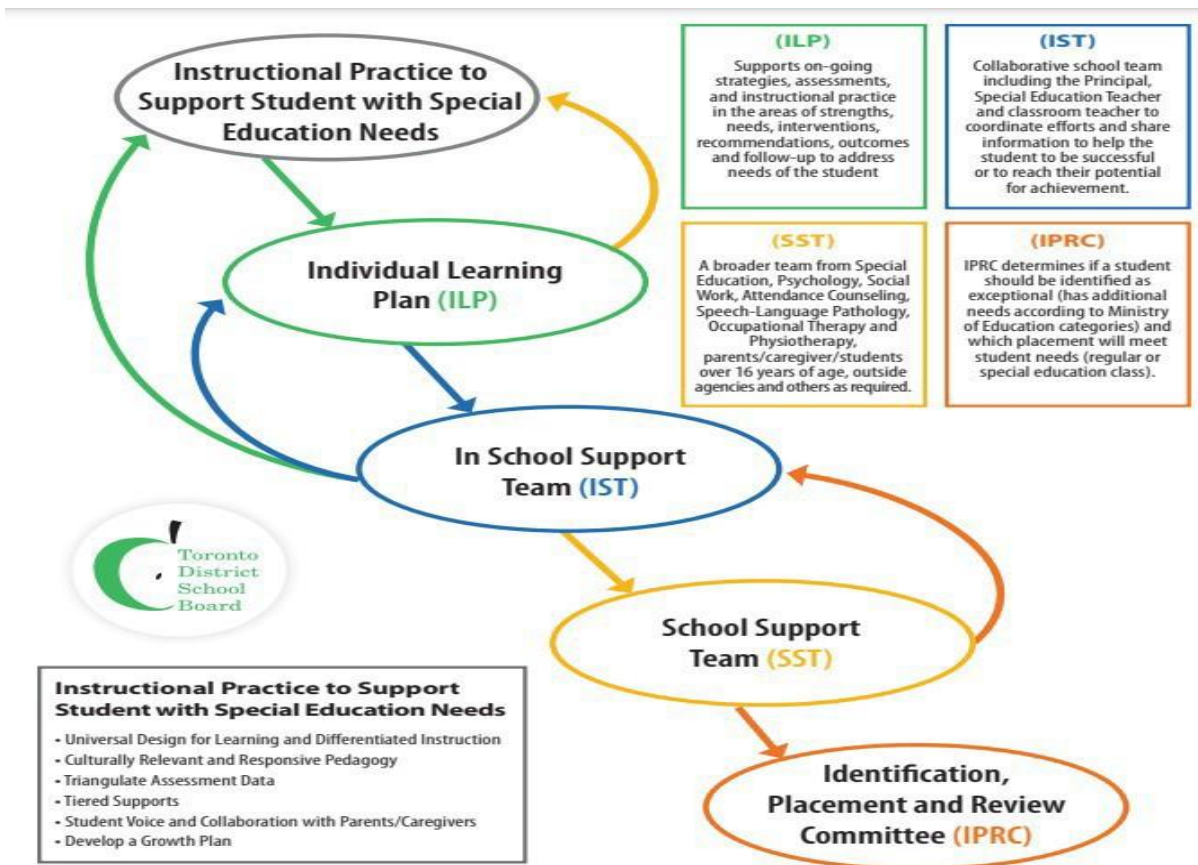 Instructional Practice to
Support Student with Special
Education Needs
Individual Learning
Plan (ILP)
In School Support
Team (IST)
School Support
Team (SST)
Identification,
Placement and Review
Committee (IPRC)
(ILP)
Supports on-going
strategies, assessments,
and instructional practice
in the areas of strengths,
needs, interventions,
recommendations, outcomes
and follow-up to address
needs of the student
(IST)
Collaborative school team
including the Principal,
Special Education Teacher
and classroom teacher to
coordinate efforts and share
information to help the
student to be successful
or to reach their potential
for achievement.
(SST)
A broader team from Special
Education, Psychology, Social
Work, Attendance Counseling,
Speech-Language Pathology,
Occupational Therapy and
Physiotherapy,
parents/caregiver/students
over 16 years of age, outside
agencies and others as required.
(IPRC)
IPRC determines if a student
should be identified as
exceptional (has additional
needs according to Ministry
of Education categories) and
which placement will meet
student needs (regular or
special education class).
Toronto
District
School
Board
Instructional Practice to Support
Student with Special Education Needs
• Universal Design for Learning and Differentiated Instruction
• Culturally Relevant and Responsive Pedagogy
• Triangulate Assessment Data
• Tiered Supports
• Student Voice and Collaboration with Parents/Caregivers
• Develop a Growth Plan